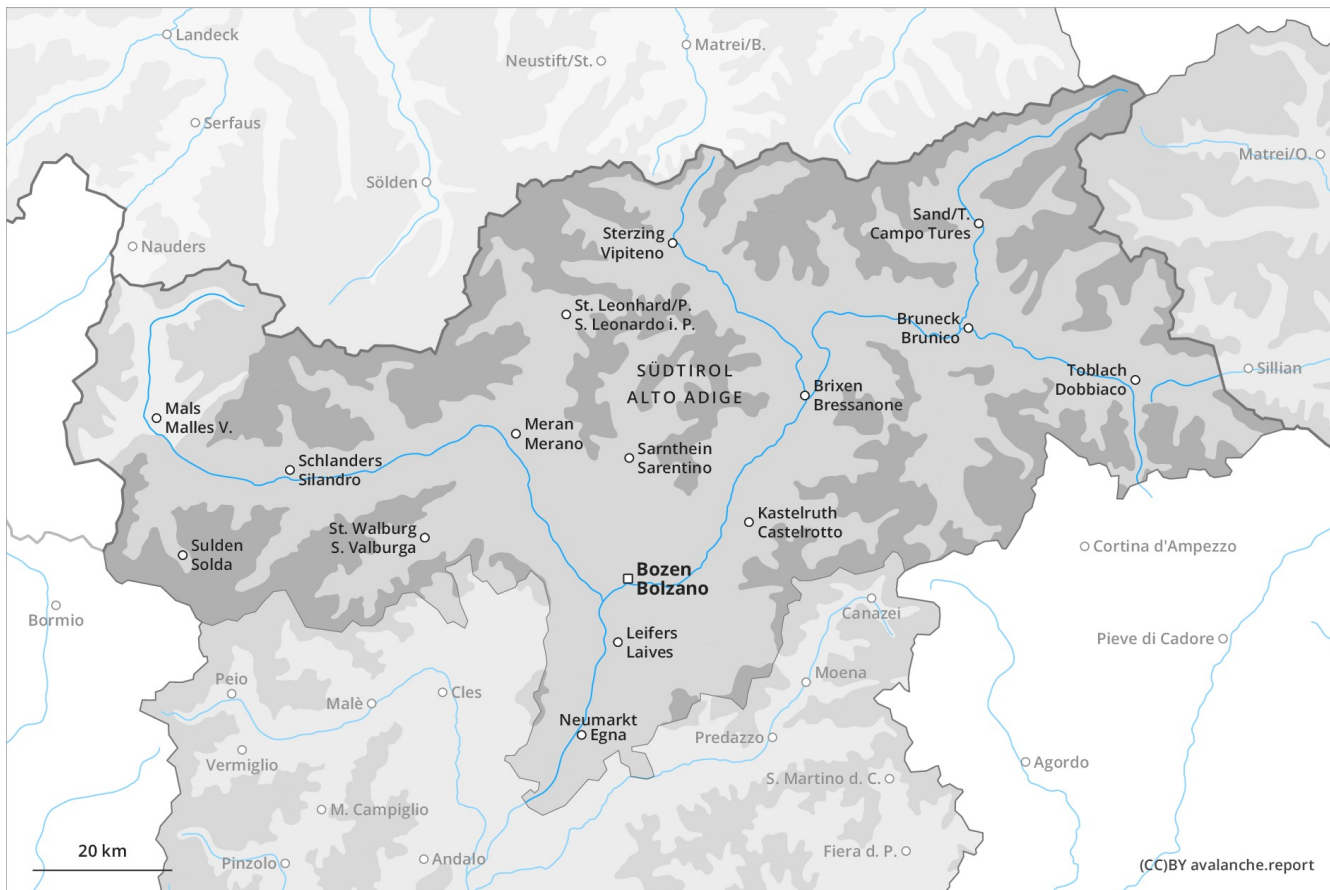 Landeck
Matrei/B.
Neustift/St.
Serfaus
Matrei/O.
Sölden
Sand/T.
Campo Tures
Sterzing
Vipiteno
Nauders
St. Leonhard/P.
S. Leonardo i. P.
Bruneck
Brunico
SÜDTIROL
ALTO ADIGE
Toblach
Dobbiaco
Sillian
Brixen
Bressanone
Mals
Malles V.
Meran
Merano
Sarnthein
Sarentino
Schlanders
Silandro
Kastelruth
Castelrotto
St. Walburg
S. Valburga
Sulden
Solda
Cortina d'Ampezzo
Bozen
Bolzano
Bormio
Canazei
Leifers
Laives
Pieve di Cadore
Peio
Malè
Cles
Moena
Neumarkt
Egna
Predazzo
Vermiglio
Agordo
S. Martino d. C.
M. Campiglio
20 km
Pinzolo
Andalo
Fiera d. P.
(CC)BY avalanche.report